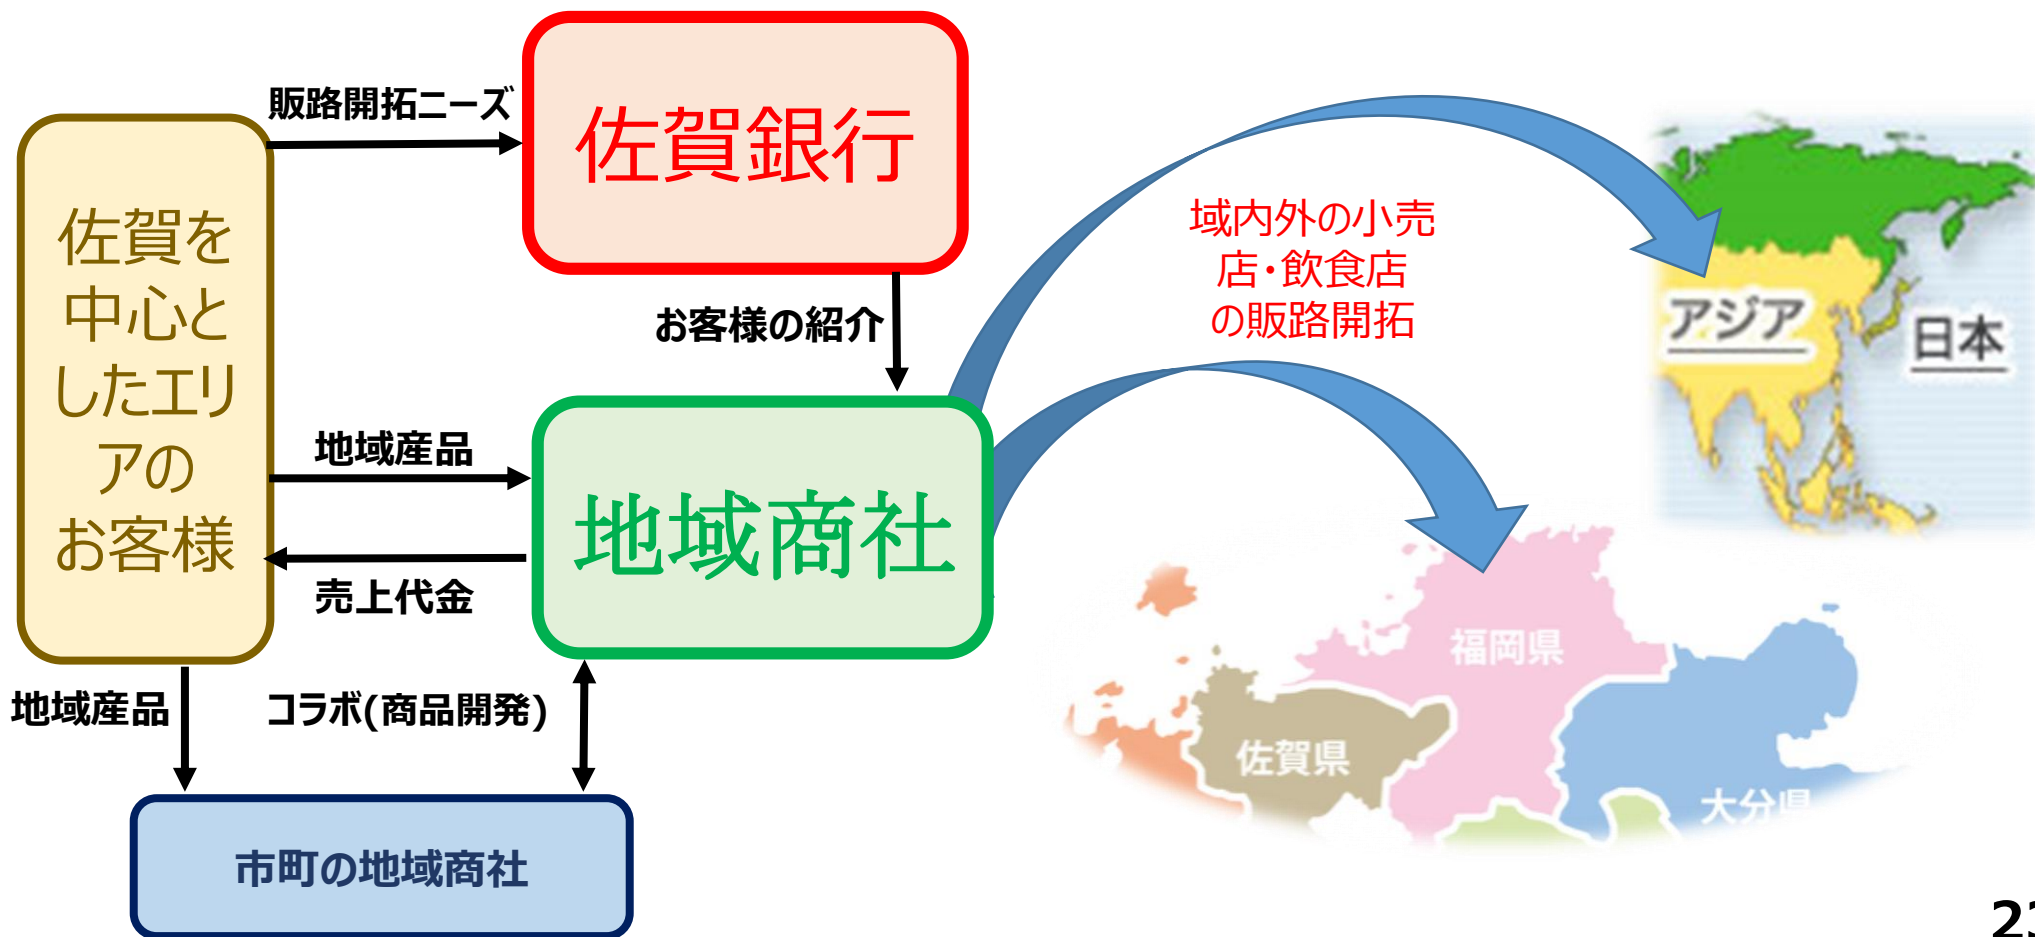 販路開拓ニーズ
佐賀銀行
佐賀を
中心と
したエリ
アの
お客様
域内外の小売
店・飲食店
の販路開拓
アジア
日本
お客様の紹介
地域産品
地域商社
売上代金
福岡県
地域産品
コラボ(商品開発)
佐賀県
大分県
市町の地域商社